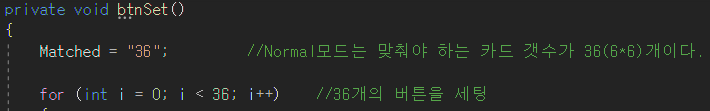 private void btnSet()
{
Matched = "36"; //Normal모드는 맞춰야 하는 카드 갯수가 36(6*6)개이다.
for (int i = 0; i < 36; i++) //36개의 버튼을 세팅